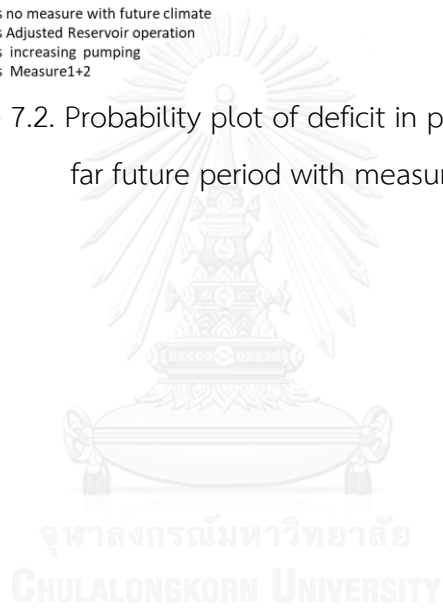 s no measure with future climate
s Adjusted Reservoir operation
s increasing pumping
s Measure1+2
7.2. Probability plot of deficit in p
far future period with measur
จุฬาลงกรณ์มหาวิทยาลัย
CHULALONGKORN UNIVERSITY